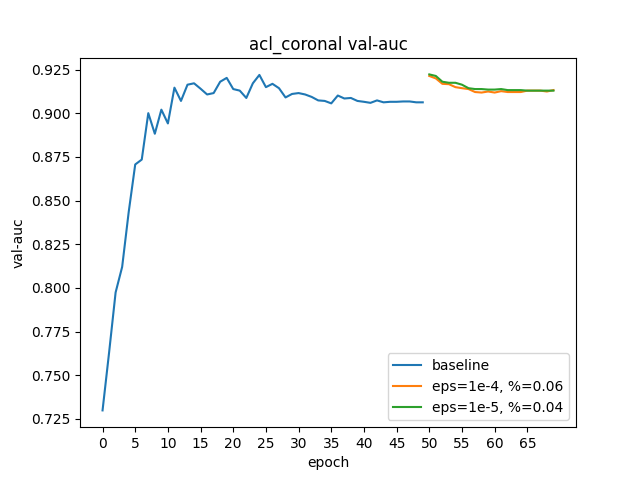 acl_coronal val-auc
val-auc
0.925
0.900
0.875
0.850
0.825
0.800
0.775
0.750
0.725
baseline
eps=1e-4, %=0.06
eps=1e-5, %=0.04
0 5 10 15 20 25 30 35 40 45 50 55 60 65
epoch